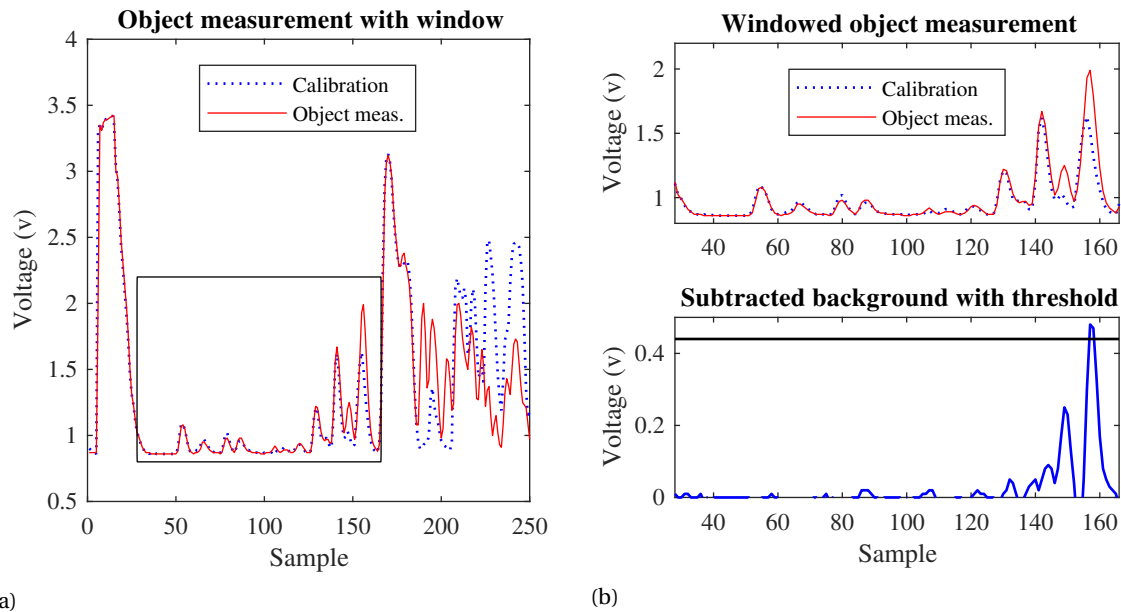 Object measurement with window
4
3.5
3
2.5
2
1.5
1
0.5
Voltage (v)
Calibration
Object meas.
0 50 100 150 200 250
Sample
a)
Windowed object measurement
2
1.5
1
Voltage (v)
Calibration
Object meas.
40 60 80 100 120 140 160
Subtracted background with threshold
0.4
0.2
0
Voltage (v)
40 60 80 100 120 140 160
Sample
(b)